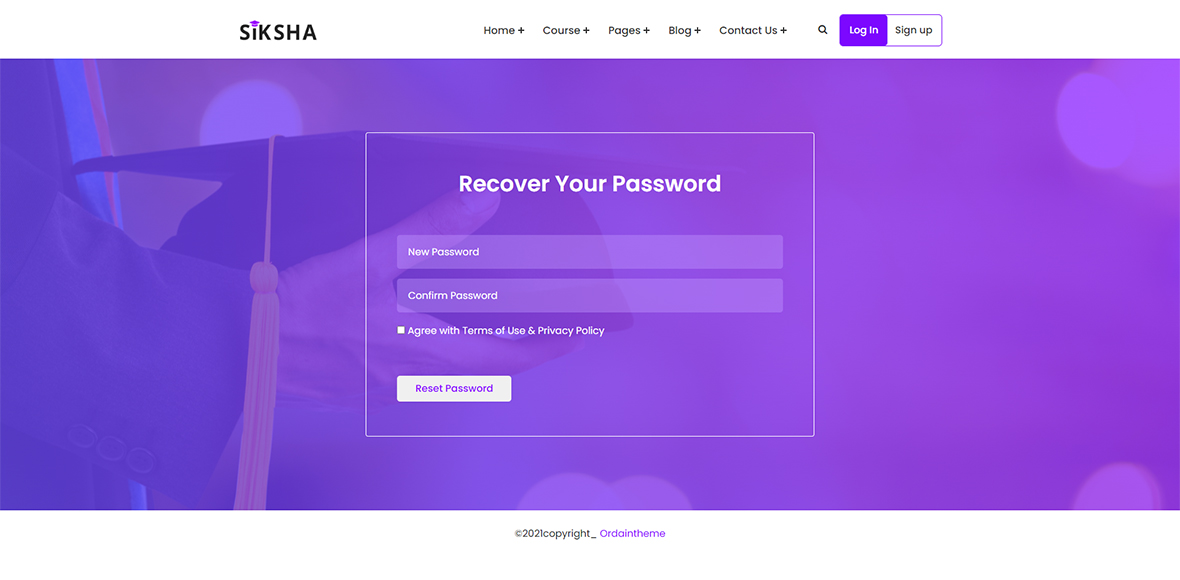 SiKSHA
Home + Course + Pages + Blog + Contact Us + Log In Sign up
Recover Your Password
New Password
Confirm Password
Agree with Terms of Use & Privacy Policy
Reset Password
©2021copyright_ Ordaintheme